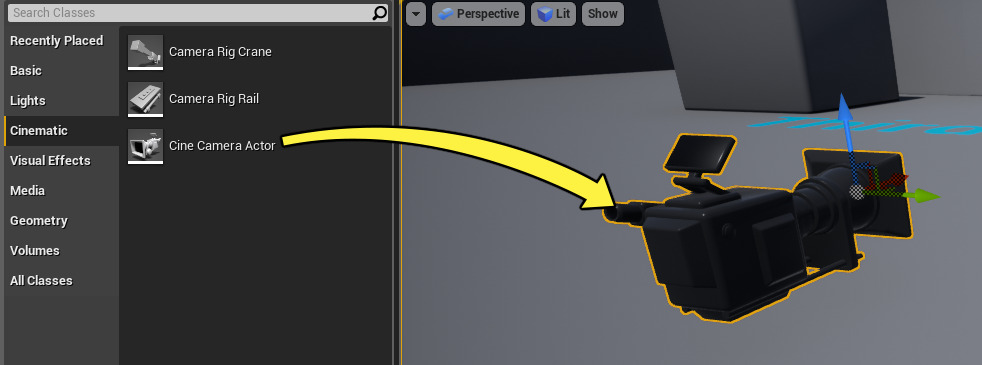 Search Classes
Recently Placed
Basic
Lights
Cinematic
Visual Effects
Media
Geometry
Volumes
All Classes
Camera Rig Crane
Camera Rig Rail
Cine Camera Actor
Perspective
Lit
Show